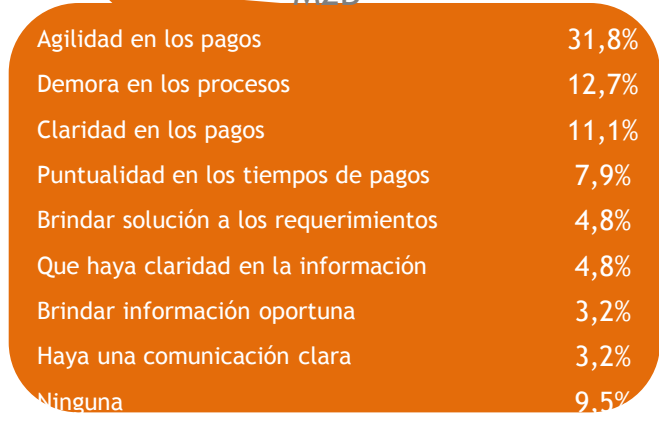 Agilidad en los pagos 31,8%
Demora en los procesos 12,7%
Claridad en los pagos 11,1%
Puntualidad en los tiempos de pagos 7,9%
Brindar solución a los requerimientos 4,8%
Que haya claridad en la información 4,8%
Brindar información oportuna 3,2%
Haya una comunicación clara 3,2%
Ninguna 9,5%